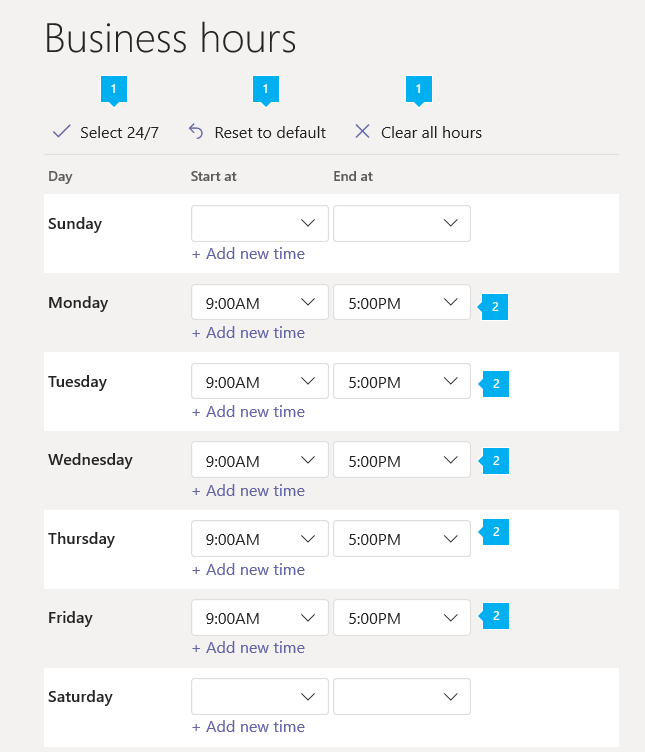 Business hours
1 1 1
Select 24/7 Reset to default Clear all hours
Day Start at End at
Sunday
+ Add new time
Monday 9:00AM 5:00PM 2
+ Add new time
Tuesday 9:00AM 5:00PM 2
+ Add new time
Wednesday 9:00AM 5:00PM 2
+ Add new time
Thursday 9:00AM 5:00PM 2
+ Add new time
Friday 9:00AM 5:00PM 2
+ Add new time
Saturday
+ Add new time